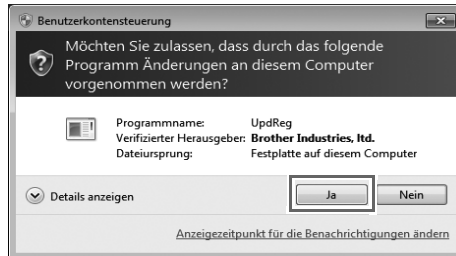 Benutzerkontensteuerung
Möchten Sie zulassen, dass durch das folgende
Programm Änderungen an diesem Computer
vorgenommen werden?
Programmname: UpdReg
Verifizierter Herausgeber: Brother Industries, ltd.
Dateiursprung: Festplatte auf diesem Computer
Details anzeigen Ja Nein
Anzeigezeitpunkt für die Benachrichtigungen ändern